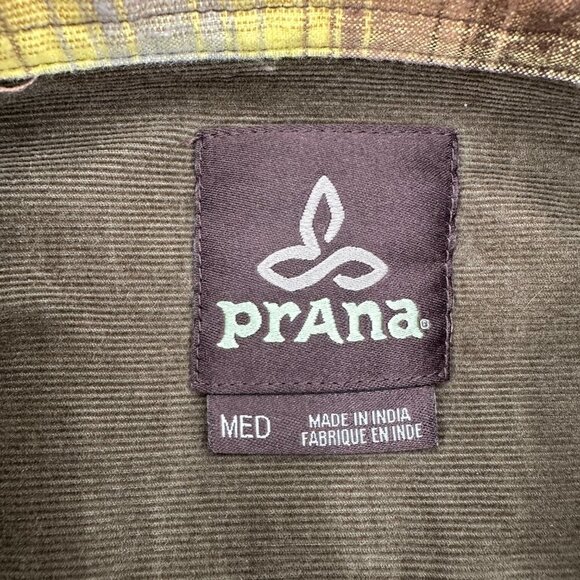 prAna
MED MADE IN INDIA
FABRIQUE EN INDE